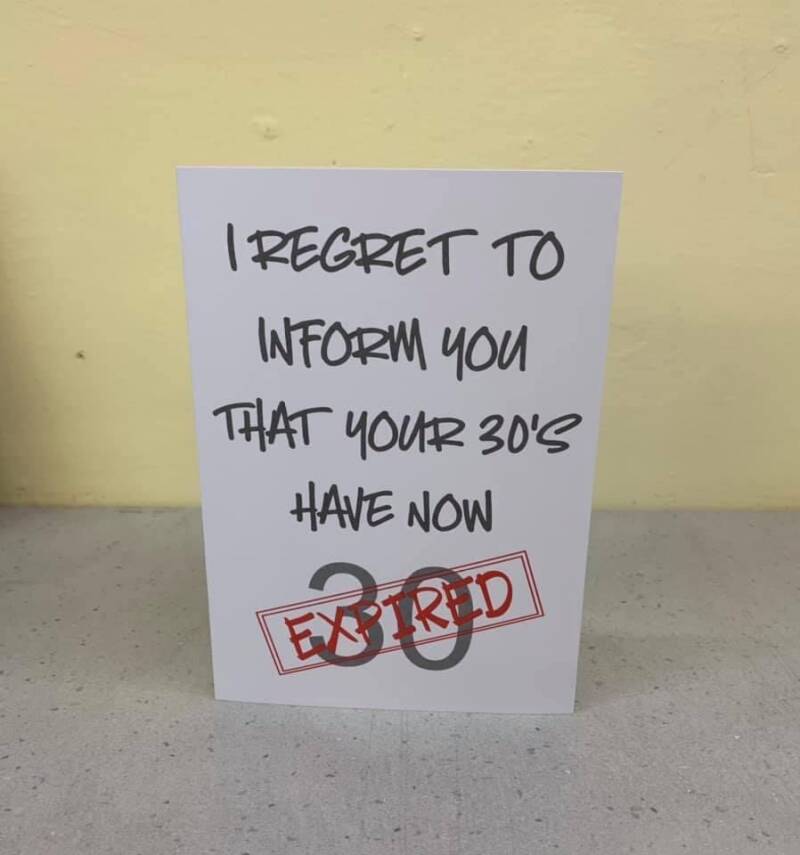 I REGRET TO
INFORM YOU
THAT YOUR 30'S
HAVE NOW
30
EXPIRED